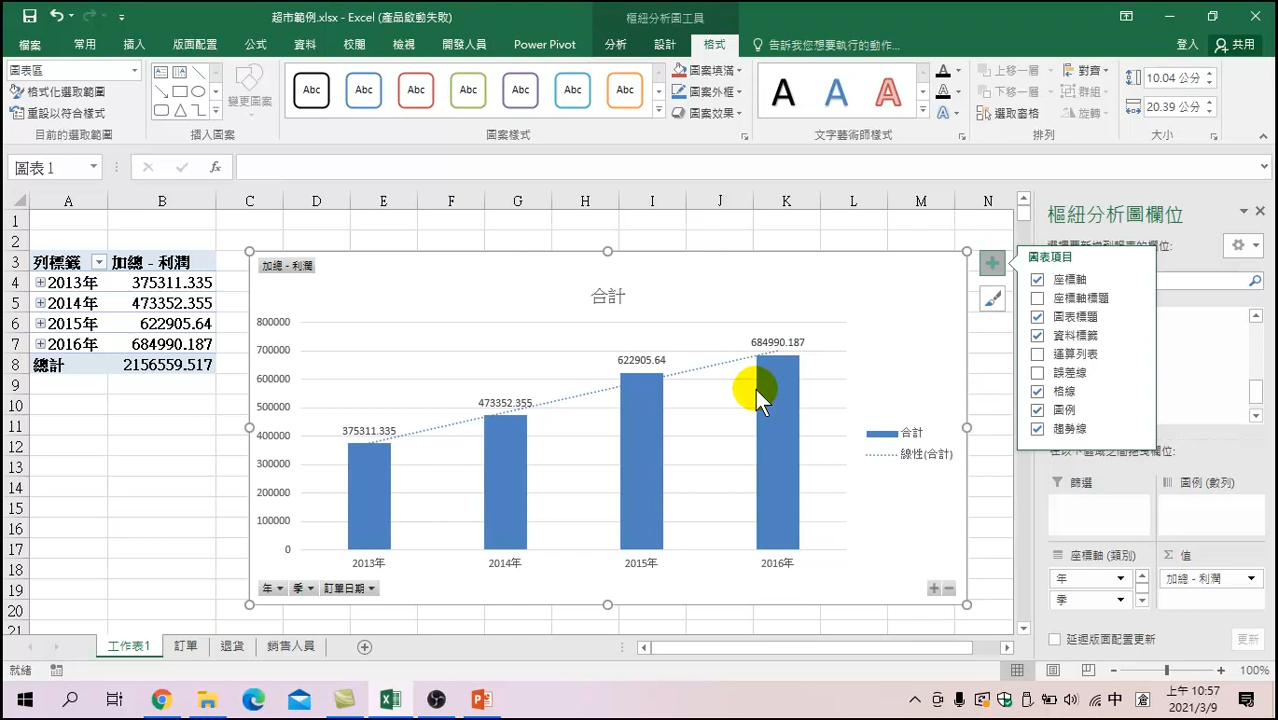 超市範例.xlsx - Excel (產品啟動失敗)
樞紐分析圖工具
檔案 常用 插入 版面配置 公式 資料 校閱 檢視 開發人員 Power Pivot 分析 設計 格式 告訴我您想要執行的動作... 登入 共用
圖表區
格式化選取範圍
重設以符合樣式
目前的選取範圍
變更圖案
插入圖案
Abc Abc Abc Abc Abc Abc Abc
圖案填滿
圖案外框
圖案效果
圖案樣式
A A A
A
A
A
文字藝術師樣式
上移一層 對齊
下移一層 群組
選取窗格 旋轉
排列
10.04 公分
20.39 公分
大小
圖表 1
fx
A B C D E F G H I J K L M N
1
2
3 列標籤 加總 - 利潤
4 2013年 375311.335
5 2014年 473352.355
6 2015年 622905.64
7 2016年 684990.187
8 總計 2156559.517
9
10
11
12
13
14
15
16
17
18
19
20
21
加總 - 利潤
合計
800000
700000
600000
500000
400000
300000
200000
100000
0
375311.335
473352.355
622905.64
684990.187
2013年 2014年 2015年 2016年
合計
線性 (合計)
年 季 訂單日期
圖表項目
座標軸
座標軸標題
圖表標題
資料標籤
運算列表
誤差線
格線
圖例
趨勢線
樞紐分析圖欄位
在以下區域之間拖曳欄位:
篩選
圖例 (數列)
座標軸 (類別)
Σ 值
年
季
加總 - 利潤
延遲版面配置更新 更新
工作表1 訂單 退貨 銷售人員
就緒
100%
中 倉
上午 10:57
2021/3/9